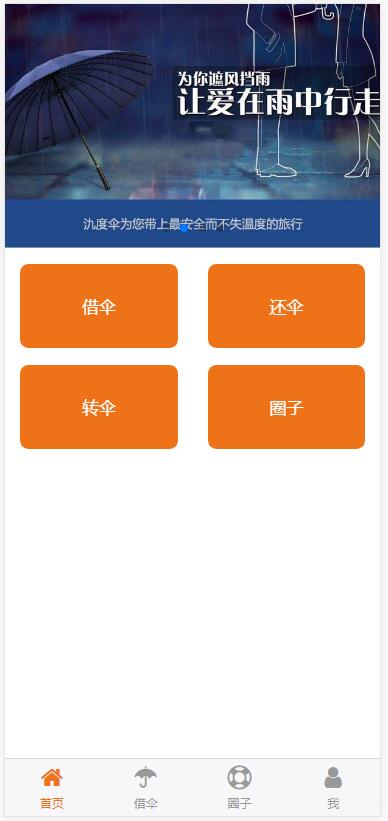 为你遮风挡雨
让爱在雨中行走
氿度伞为您带上最安全而不失温度的旅行
借伞
还伞
转伞
圈子
首页
借伞
圈子
我